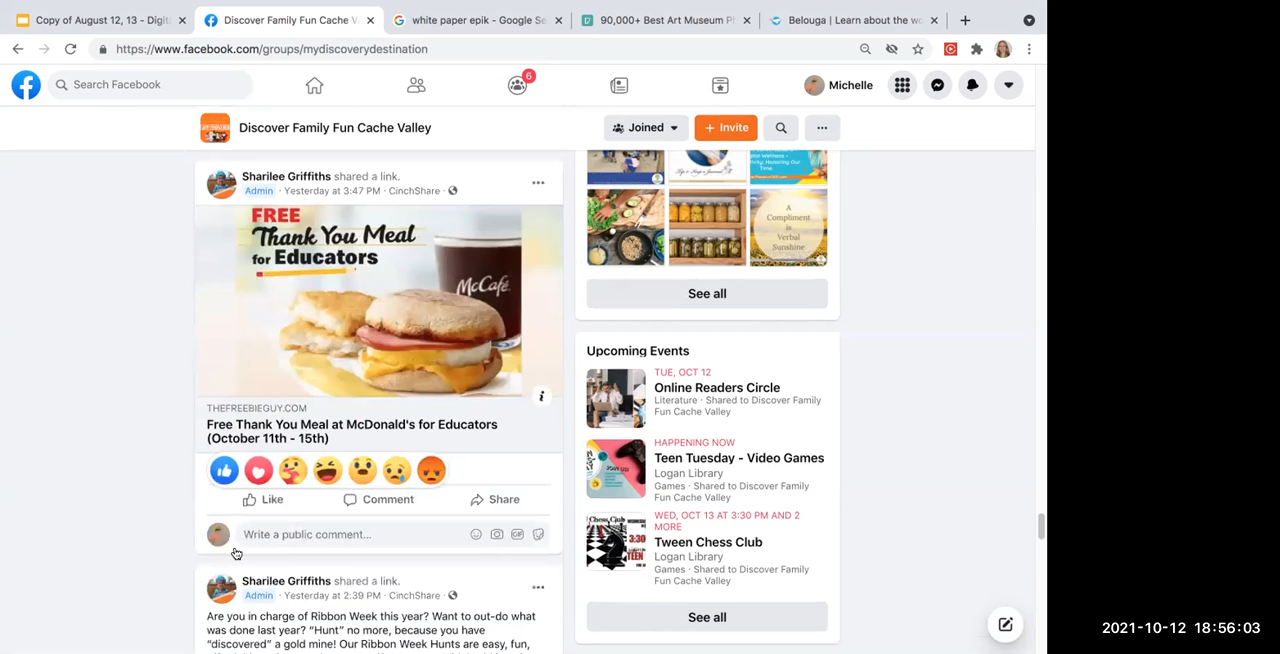 Copy of August 12, 13 - Digit
Discover Family Fun Cache V
white paper epik - Google Se
90,000+ Best Art Museum P
Belouga | Learn about the wo
https://www.facebook.com/groups/mydiscoverydestination
Search Facebook
6
Michelle
Discover Family Fun Cache Valley
Joined
+ Invite
Sharilee Griffiths shared a link.
Admin · Yesterday at 3:47 PM · CinchShare ·
FREE
Thank You Meal
for Educators
McCafé
THEFREEBIEGUY.COM
Free Thank You Meal at McDonald's for Educators
(October 11th - 15th)
Like
Comment
Share
Write a public comment...
GIF
Sharilee Griffiths shared a link.
Admin · Yesterday at 2:39 PM · CinchShare ·
Are you in charge of Ribbon Week this year? Want to out-do what
was done last year? "Hunt" no more, because you have
"discovered" a gold mine! Our Ribbon Week Hunts are easy, fun,
A
Compliment
is
Verbal
Sunshine
See all
Upcoming Events
TUE, OCT 12
Online Readers Circle
Literature · Shared to Discover Family
Fun Cache Valley
HAPPENING NOW
Teen Tuesday - Video Games
Logan Library
Games · Shared to Discover Family
Fun Cache Valley
Chess Club
3:30
TEEN
WED, OCT 13 AT 3:30 PM AND 2
MORE
Tween Chess Club
Logan Library
Games · Shared to Discover Family
Fun Cache Valley
See all
2021-10-12 18:56:03